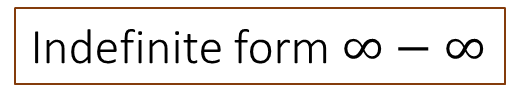 Indefinite form ∞ − ∞